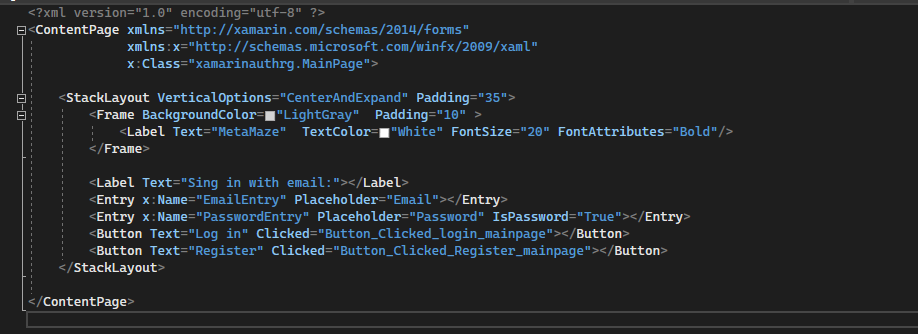 <?xml version="1.0" encoding="utf-8" ?>
<ContentPage xmlns="http://xamarin.com/schemas/2014/forms"
             xmlns:x="http://schemas.microsoft.com/winfx/2009/xaml"
             x:Class="xamarinauthrg.MainPage">

    <StackLayout VerticalOptions="CenterAndExpand" Padding="35">
        <Frame BackgroundColor="LightGray"  Padding="10" >
            <Label Text="MetaMaze"  TextColor="White" FontSize="20" FontAttributes="Bold"/>
        </Frame>

        <Label Text="Sing in with email:"></Label>
        <Entry x:Name="EmailEntry" Placeholder="Email"></Entry>
        <Entry x:Name="PasswordEntry" Placeholder="Password" IsPassword="True"></Entry>
        <Button Text="Log in" Clicked="Button_Clicked_login_mainpage"></Button>
        <Button Text="Register" Clicked="Button_Clicked_Register_mainpage"></Button>
    </StackLayout>

</ContentPage>